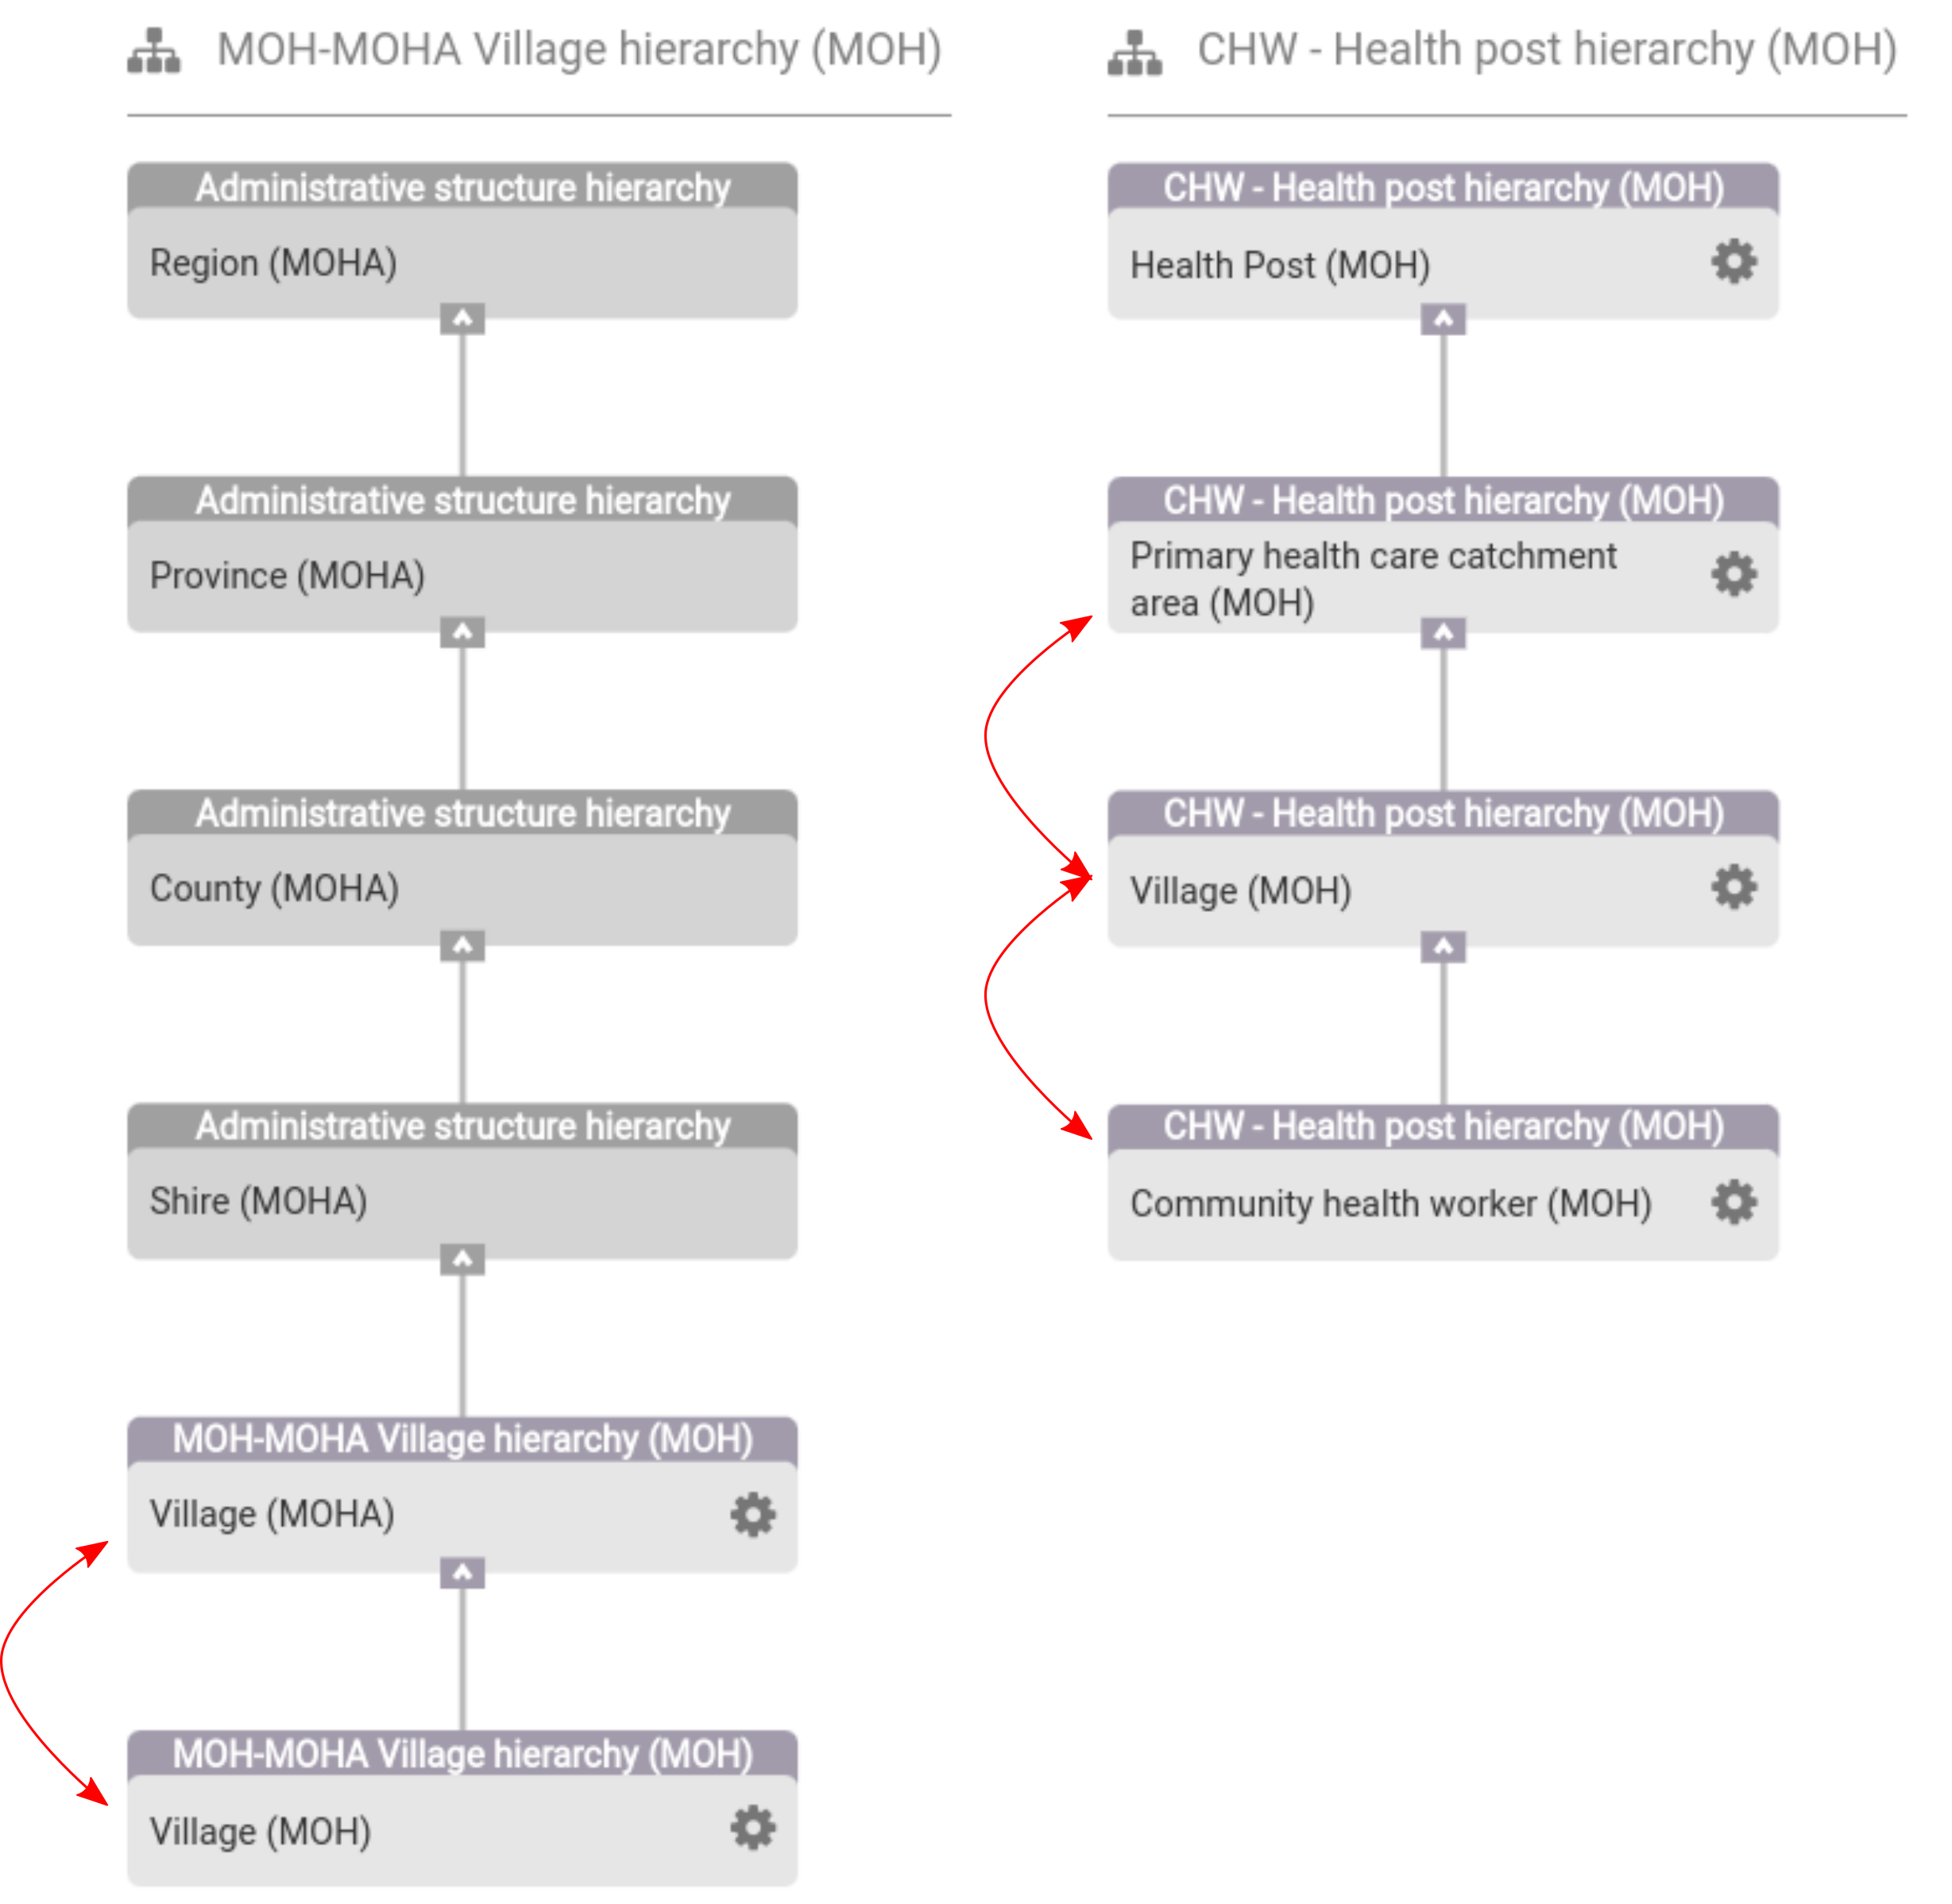 MOH-MOHA Village hierarchy (MOH)
Administrative structure hierarchy
Region (MOHA)
Administrative structure hierarchy
Province (MOHA)
Administrative structure hierarchy
County (MOHA)
Administrative structure hierarchy
Shire (MOHA)
MOH-MOHA Village hierarchy (MOH)
Village (MOHA)
MOH-MOHA Village hierarchy (MOH)
Village (MOH)
CHW - Health post hierarchy (MOH)
CHW - Health post hierarchy (MOH)
Health Post (MOH)
CHW - Health post hierarchy (MOH)
Primary health care catchment
area (MOH)
CHW - Health post hierarchy (MOH)
Village (MOH)
CHW - Health post hierarchy (MOH)
Community health worker (MOH)